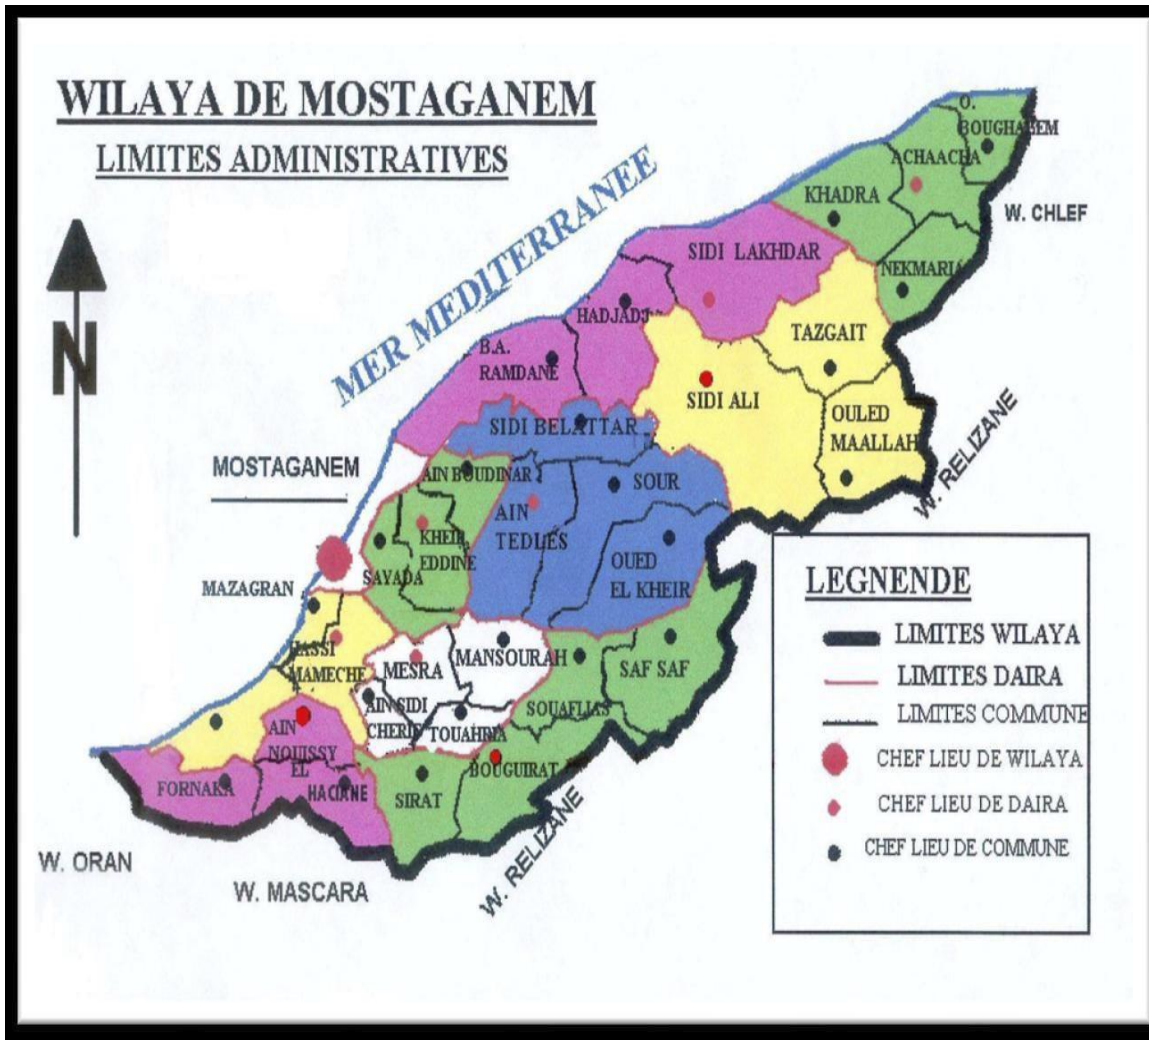 WILAYA DE MOSTAGANEM
LIMITES ADMINISTRATIVES
N
MER MEDITERRANEE
O.
BOUGHANEM
ACHAACHA
KHADRA
W. CHLEF
NEKMARIA
SIDI LAKHDAR
HADJADJ
TAZGAIT
B.A.
RAMDANE
SIDI ALI
OULED
MAALLAH
SIDI BELATTAR
MOSTAGANEM
AIN BOUDINAR
SOUR
W. RELIZANE
AIN
TEDLES
KHEIR
EDDINE
SAYADA
OUED
EL KHEIR
MAZAGRAN
HASSI
MAMECHE
MESRA
MANSOURAH
SAF SAF
AIN SIDI
CHERIF
TOUAHRIA
SOUAFLIAS
AIN
NOUISSY
EL
HACIANE
FORNAKA
SIRAT
BOUGUIRAT
W. ORAN
W. MASCARA
W. RELIZANE
LEGNENDE
LIMITES WILAYA
LIMITES DAIRA
LIMITES COMMUNE
CHEF LIEU DE WILAYA
CHEF LIEU DE DAIRA
CHEF LIEU DE COMMUNE